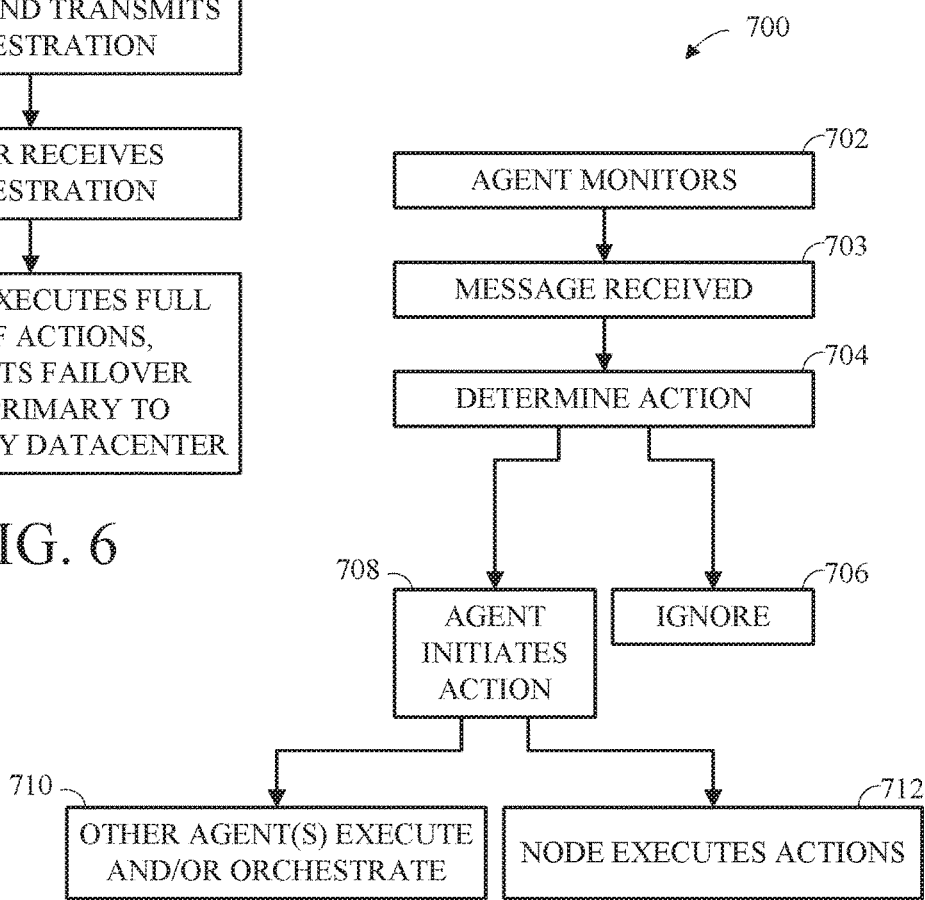 ND TRANSMITS
ESTRATION
R RECEIVES
ESTRATION
XECUTES FULL
F ACTIONS,
TS FAILOVER
PRIMARY TO
Y DATACENTER
IG. 6
700
702
AGENT MONITORS
703
MESSAGE RECEIVED
704
DETERMINE ACTION
708
AGENT
INITIATES
ACTION
706
IGNORE
710
OTHER AGENT(S) EXECUTE
AND/OR ORCHESTRATE
712
NODE EXECUTES ACTIONS